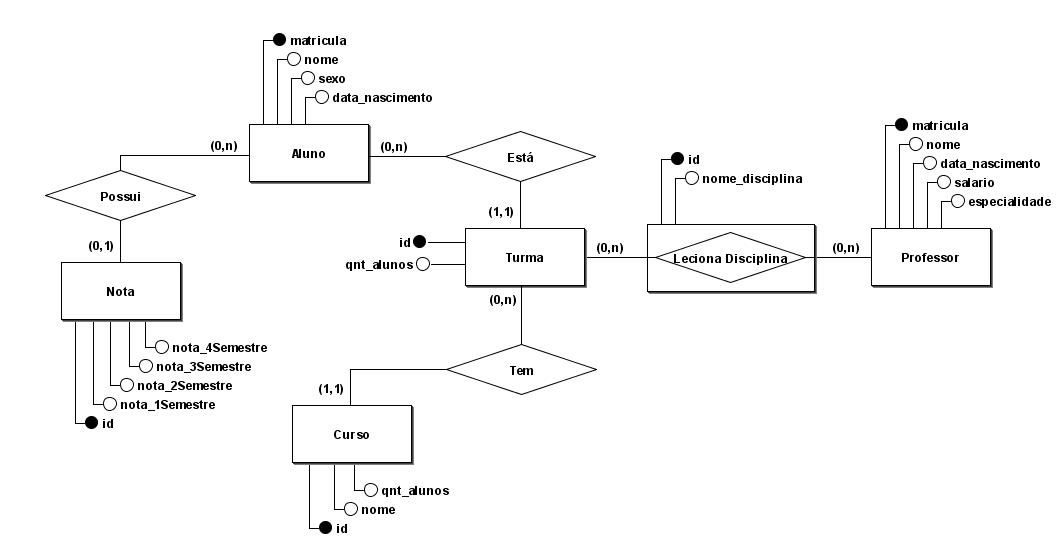 matricula
nome
sexo
data_nascimento
(0,n)
Aluno
(0,n)
Está
Possui
(0,1)
Nota
nota_4Semestre
nota_3Semestre
nota_2Semestre
nota_1Semestre
id
(1,1)
id
qnt_alunos
Turma
(0,n)
id
nome_disciplina
(0,n)
Leciona Disciplina
(0,n)
matricula
nome
data_nascimento
salario
especialidade
Professor
Tem
(1,1)
Curso
qnt_alunos
nome
id